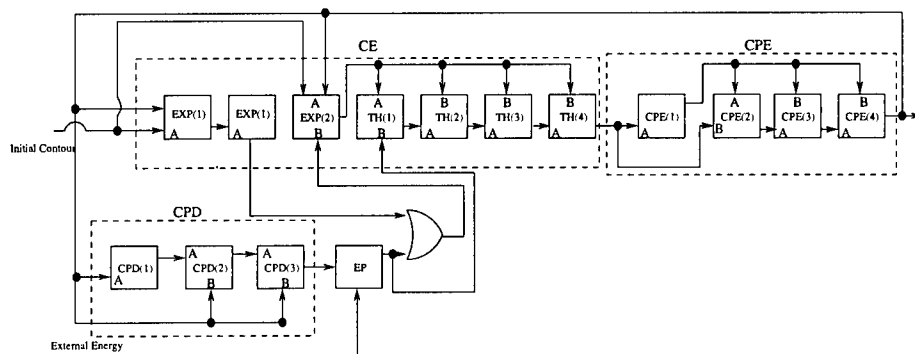 CE
CPE
A
B
B
B
B
A
B
B
EXP(1)
A
EXP(1)
A
EXP(2)
B
TH(1)
B
TH(2)
A
TH(3)
A
TH(4)
A
CPE(1)
A
CPE(2)
B
CPE(3)
A
CPE(4)
A
Initial Contour
CPD
CPD(1)
A
A
CPD(2)
B
A
CPD(3)
B
EP
External Energy